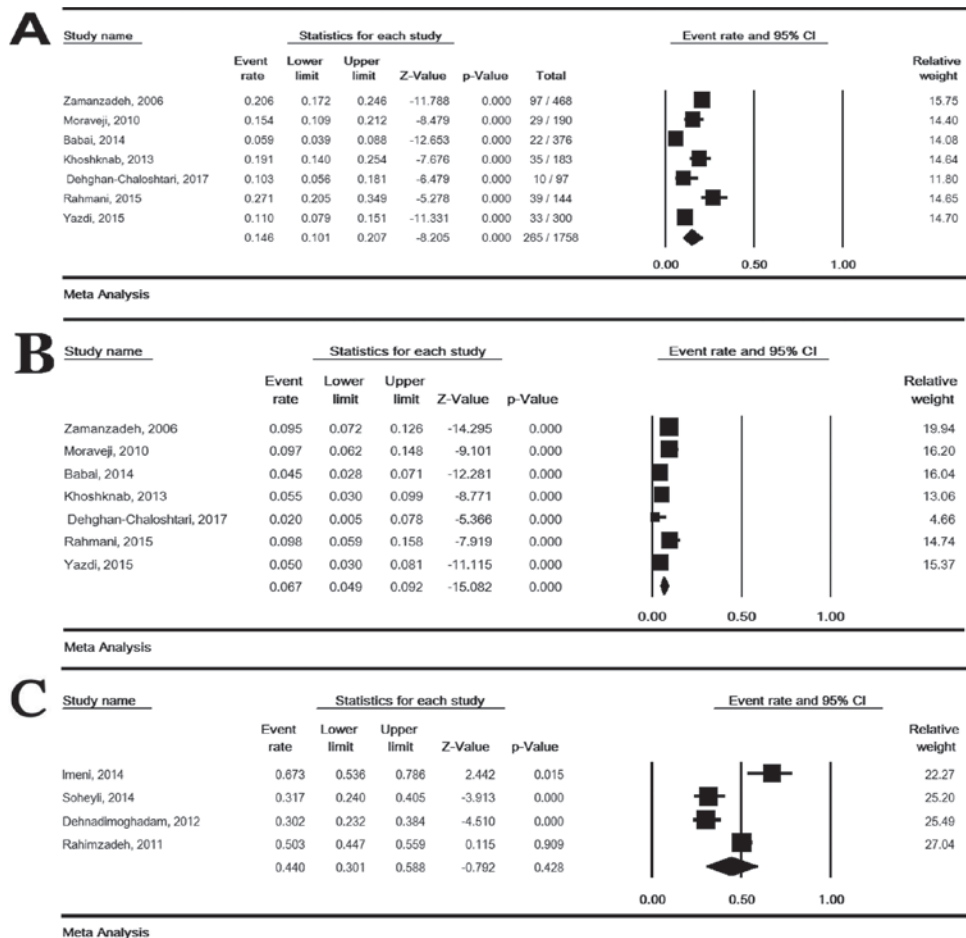 A
Study name Statistics for each study Event rate and 95% CI
Event rate Lower limit Upper limit Z-Value p-Value Total Relative weight
Zamanzadeh, 2006 0.206 0.172 0.246 -11.788 0.000 97 / 468 15.75
Moraveji, 2010 0.154 0.109 0.212 -8.479 0.000 29 / 190 14.40
Babai, 2014 0.059 0.039 0.088 -12.653 0.000 22 / 376 14.08
Khoshknab, 2013 0.191 0.140 0.254 -7.676 0.000 35 / 183 14.64
Dehghan-Chaloshtari, 2017 0.103 0.056 0.181 -6.479 0.000 10 / 97 11.80
Rahmani, 2015 0.271 0.205 0.349 -5.278 0.000 39 / 144 14.65
Yazdi, 2015 0.110 0.079 0.151 -11.331 0.000 33 / 300 14.70
0.146 0.101 0.207 -8.205 0.000 265 / 1758
0.00 0.50 1.00
Meta Analysis
B
Study name Statistics for each study Event rate and 95% CI
Event rate Lower limit Upper limit Z-Value p-Value Relative weight
Zamanzadeh, 2006 0.095 0.072 0.126 -14.295 0.000 19.94
Moraveji, 2010 0.097 0.062 0.148 -9.101 0.000 16.20
Babai, 2014 0.045 0.028 0.071 -12.281 0.000 16.04
Khoshknab, 2013 0.055 0.030 0.099 -8.771 0.000 13.06
Dehghan-Chaloshtari, 2017 0.020 0.005 0.078 -5.366 0.000 4.66
Rahmani, 2015 0.098 0.059 0.158 -7.919 0.000 14.74
Yazdi, 2015 0.050 0.030 0.081 -11.115 0.000 15.37
0.067 0.049 0.092 -15.082 0.000
0.00 0.50 1.00
Meta Analysis
C
Study name Statistics for each study Event rate and 95% CI
Event rate Lower limit Upper limit Z-Value p-Value Relative weight
Imeni, 2014 0.673 0.536 0.786 2.442 0.015 22.27
Soheyli, 2014 0.317 0.240 0.405 -3.913 0.000 25.20
Dehnadimoghadam, 2012 0.302 0.232 0.384 -4.510 0.000 25.49
Rahimzadeh, 2011 0.503 0.447 0.559 0.115 0.909 27.04
0.440 0.301 0.588 -0.792 0.428
0.00 0.50 1.00
Meta Analysis